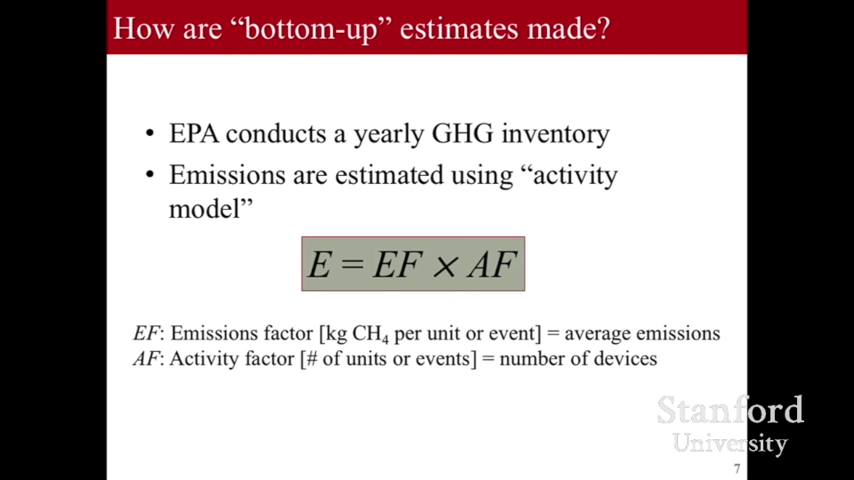 How are “bottom-up” estimates made?
• EPA conducts a yearly GHG inventory
• Emissions are estimated using “activity
model”
E = EF × AF
EF: Emissions factor [kg CH₄ per unit or event] = average emissions
AF: Activity factor [# of units or events] = number of devices
Stanford
University
7